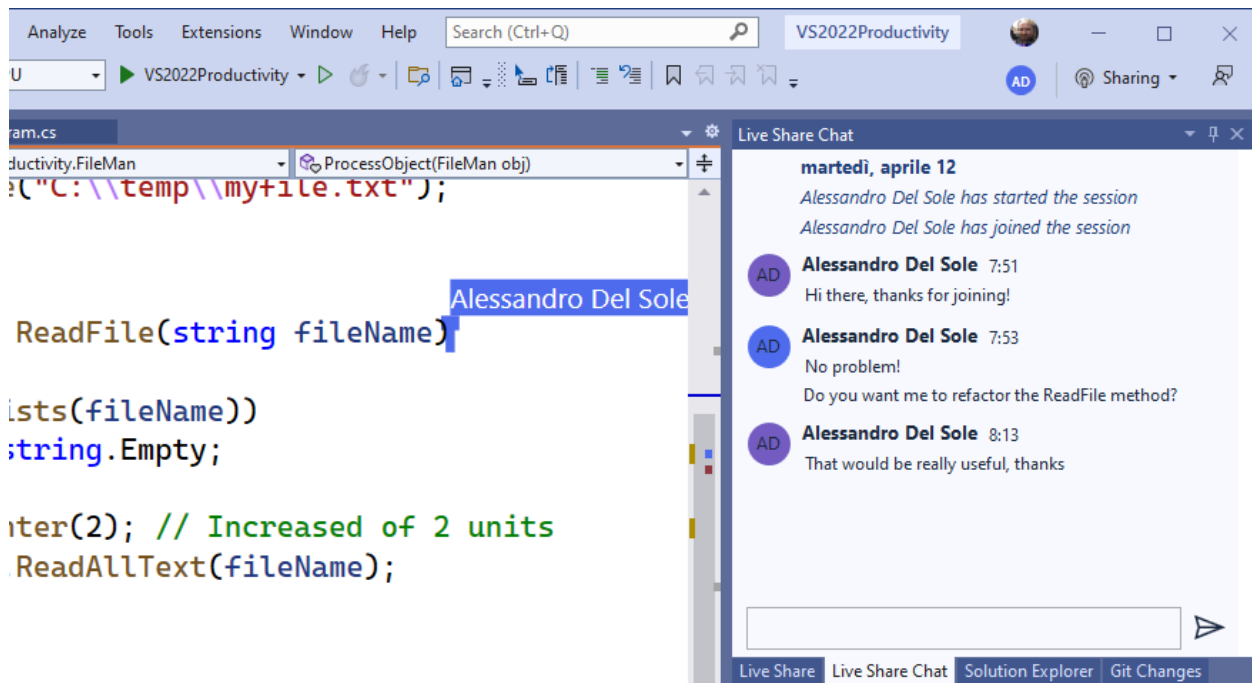 Analyze Tools Extensions Window Help Search (Ctrl+Q) VS2022Productivity
VS2022Productivity AD Sharing
ram.cs
Live Share Chat
ductivity.FileMan ProcessObject(FileMan obj)
("C:\\temp\\myfile.txt");
Alessandro Del Sole
ReadFile(string fileName)
ists(fileName))
string.Empty;
nter(2); // Increased of 2 units
.ReadAllText(fileName);
martedì, aprile 12
Alessandro Del Sole has started the session
Alessandro Del Sole has joined the session
AD Alessandro Del Sole 7:51
Hi there, thanks for joining!
AD Alessandro Del Sole 7:53
No problem!
Do you want me to refactor the ReadFile method?
AD Alessandro Del Sole 8:13
That would be really useful, thanks
Live Share Live Share Chat Solution Explorer Git Changes